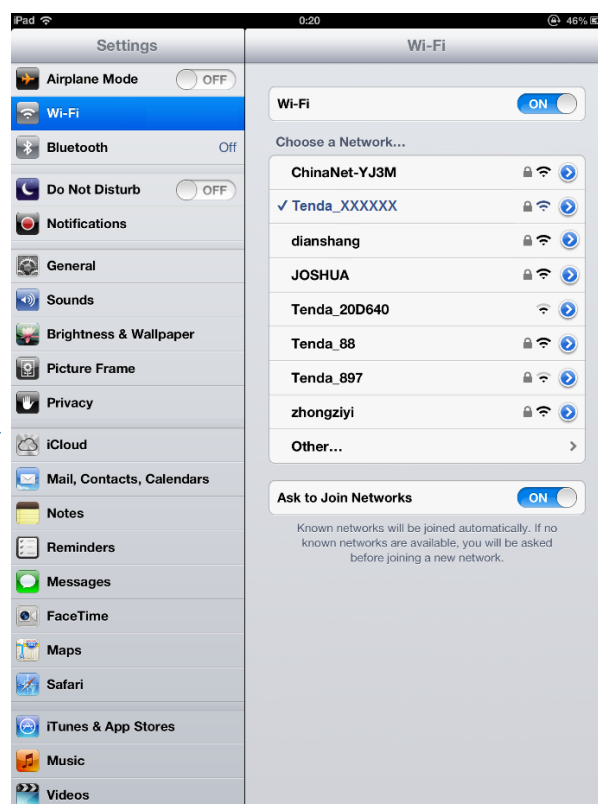 iPad 0:20 46%
Settings
Airplane Mode OFF
Wi-Fi
Bluetooth Off
Do Not Disturb OFF
Notifications
General
Sounds
Brightness & Wallpaper
Picture Frame
Privacy
iCloud
Mail, Contacts, Calendars
Notes
Reminders
Messages
FaceTime
Maps
Safari
iTunes & App Stores
Music
Videos
Wi-Fi
Wi-Fi ON
Choose a Network...
ChinaNet-YJ3M
✓ Tenda_XXXXXX
dianshang
JOSHUA
Tenda_20D640
Tenda_88
Tenda_897
zhongziyi
Other...
Ask to Join Networks ON
Known networks will be joined automatically. If no
known networks are available, you will be asked
before joining a new network.